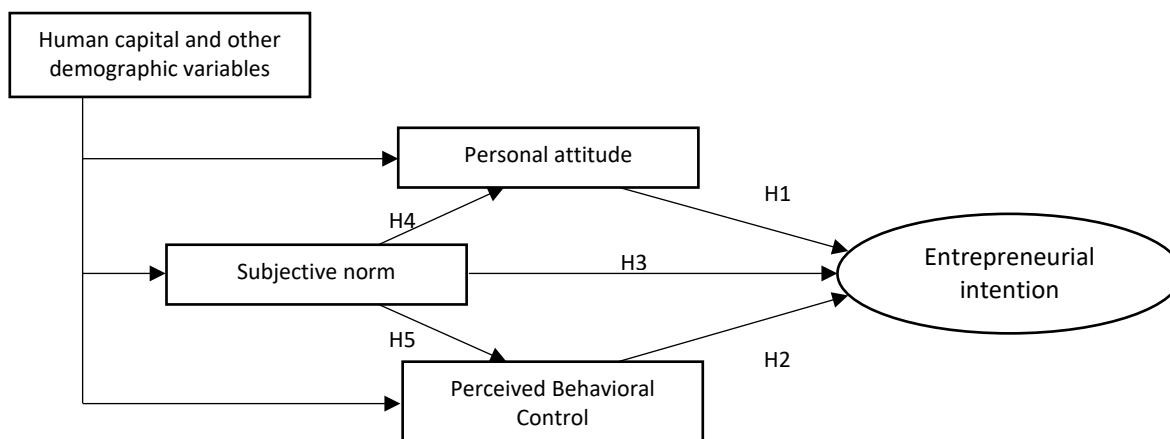 Human capital and other
demographic variables
Personal attitude
H1
H4
Subjective norm
H3
Entrepreneurial
intention
H5
H2
Perceived Behavioral
Control